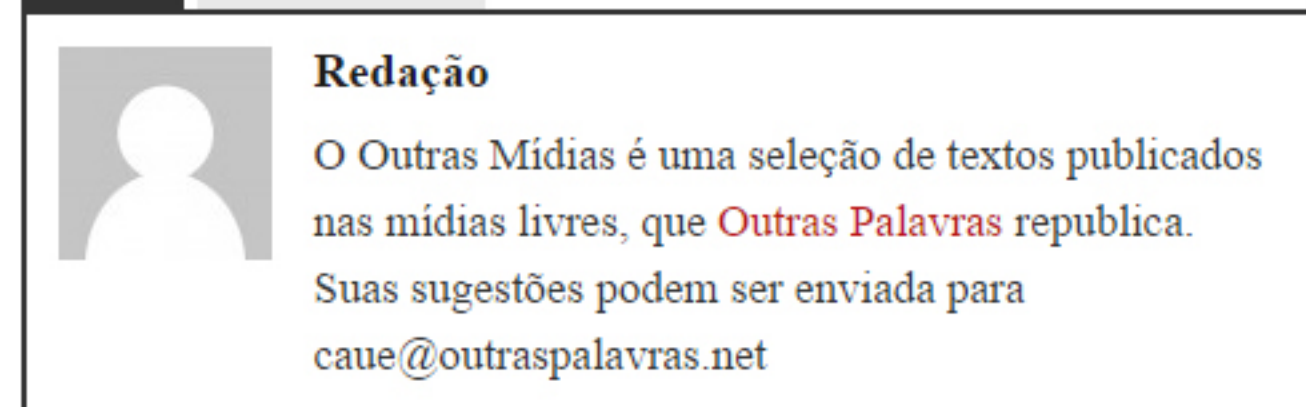 Redação
O Outras Mídias é uma seleção de textos publicados
nas mídias livres, que Outras Palavras republica.
Suas sugestões podem ser enviada para
caue@outraspalavras.net